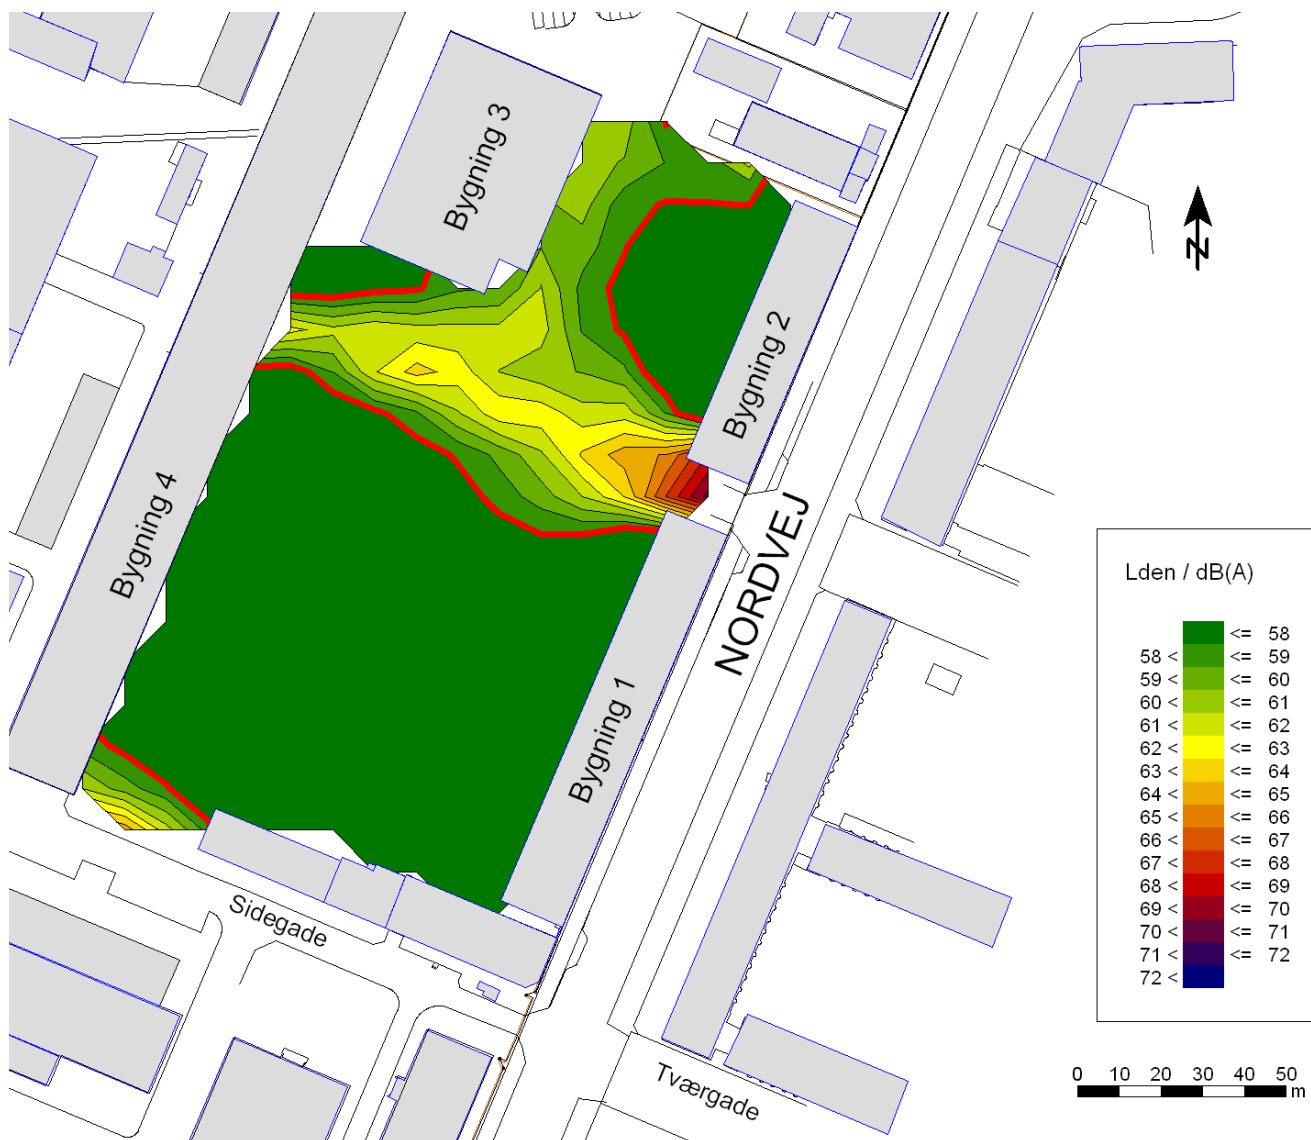 Bygning 3
N
Bygning 2
Bygning 4
NORDVEJ
Bygning 1
Sidegade
Tværgade
Lden / dB(A)
<= 58
58 < <= 59
59 < <= 60
60 < <= 61
61 < <= 62
62 < <= 63
63 < <= 64
64 < <= 65
65 < <= 66
66 < <= 67
67 < <= 68
68 < <= 69
69 < <= 70
70 < <= 71
71 < <= 72
72 <
0 10 20 30 40 50
m